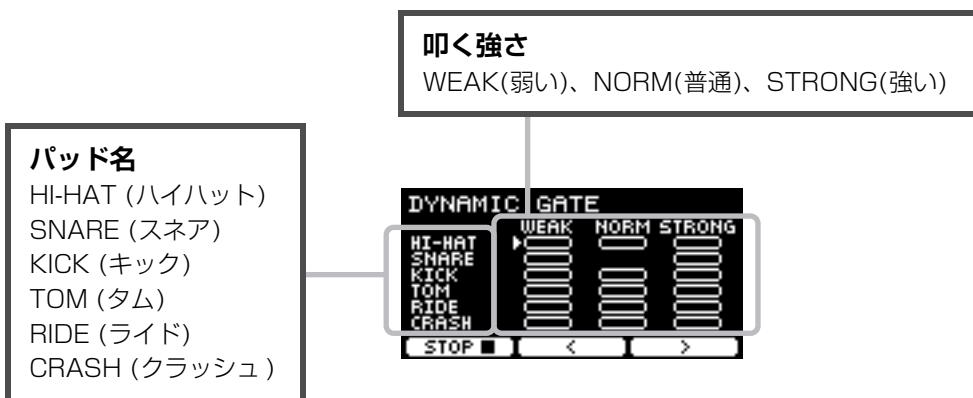 叩く強さ
WEAK(弱い)、NORM(普通)、STRONG(強い)
パッド名
HI-HAT (ハイハット)
SNARE (スネア)
KICK (キック)
TOM (タム)
RIDE (ライド)
CRASH (クラッシュ )
DYNAMIC GATE
WEAK NORM STRONG
HI-HAT
SNARE
KICK
TOM
RIDE
CRASH
STOP ■ < >